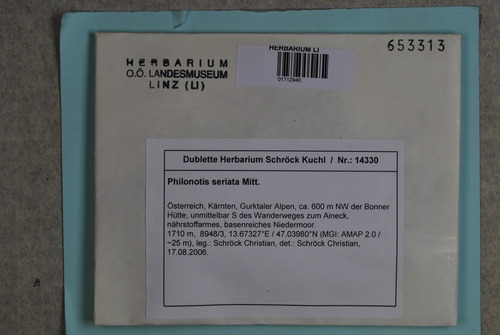 HERBARIUM LI
01712940
653313
HERBARIUM
O.Ö. LANDESMUSEUM
LINZ (LI)
Dublette Herbarium Schröck Kuchl / Nr.: 14330
Philonotis seriata Mitt.
Österreich, Kärnten, Gurktaler Alpen, ca. 600 m NW der Bonner
Hütte, unmittelbar S des Wanderweges zum Aineck,
nährstoffarmes, basenreiches Niedermoor.
1710 m, 8948/3, 13.67327°E / 47.03980°N (MGI: AMAP 2.0 /
~25 m), leg.: Schröck Christian, det.: Schröck Christian,
17.08.2006.